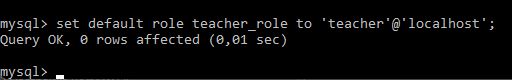 mysql> set default role teacher_role to 'teacher'@'localhost';
Query OK, 0 rows affected (0,01 sec)
mysql>